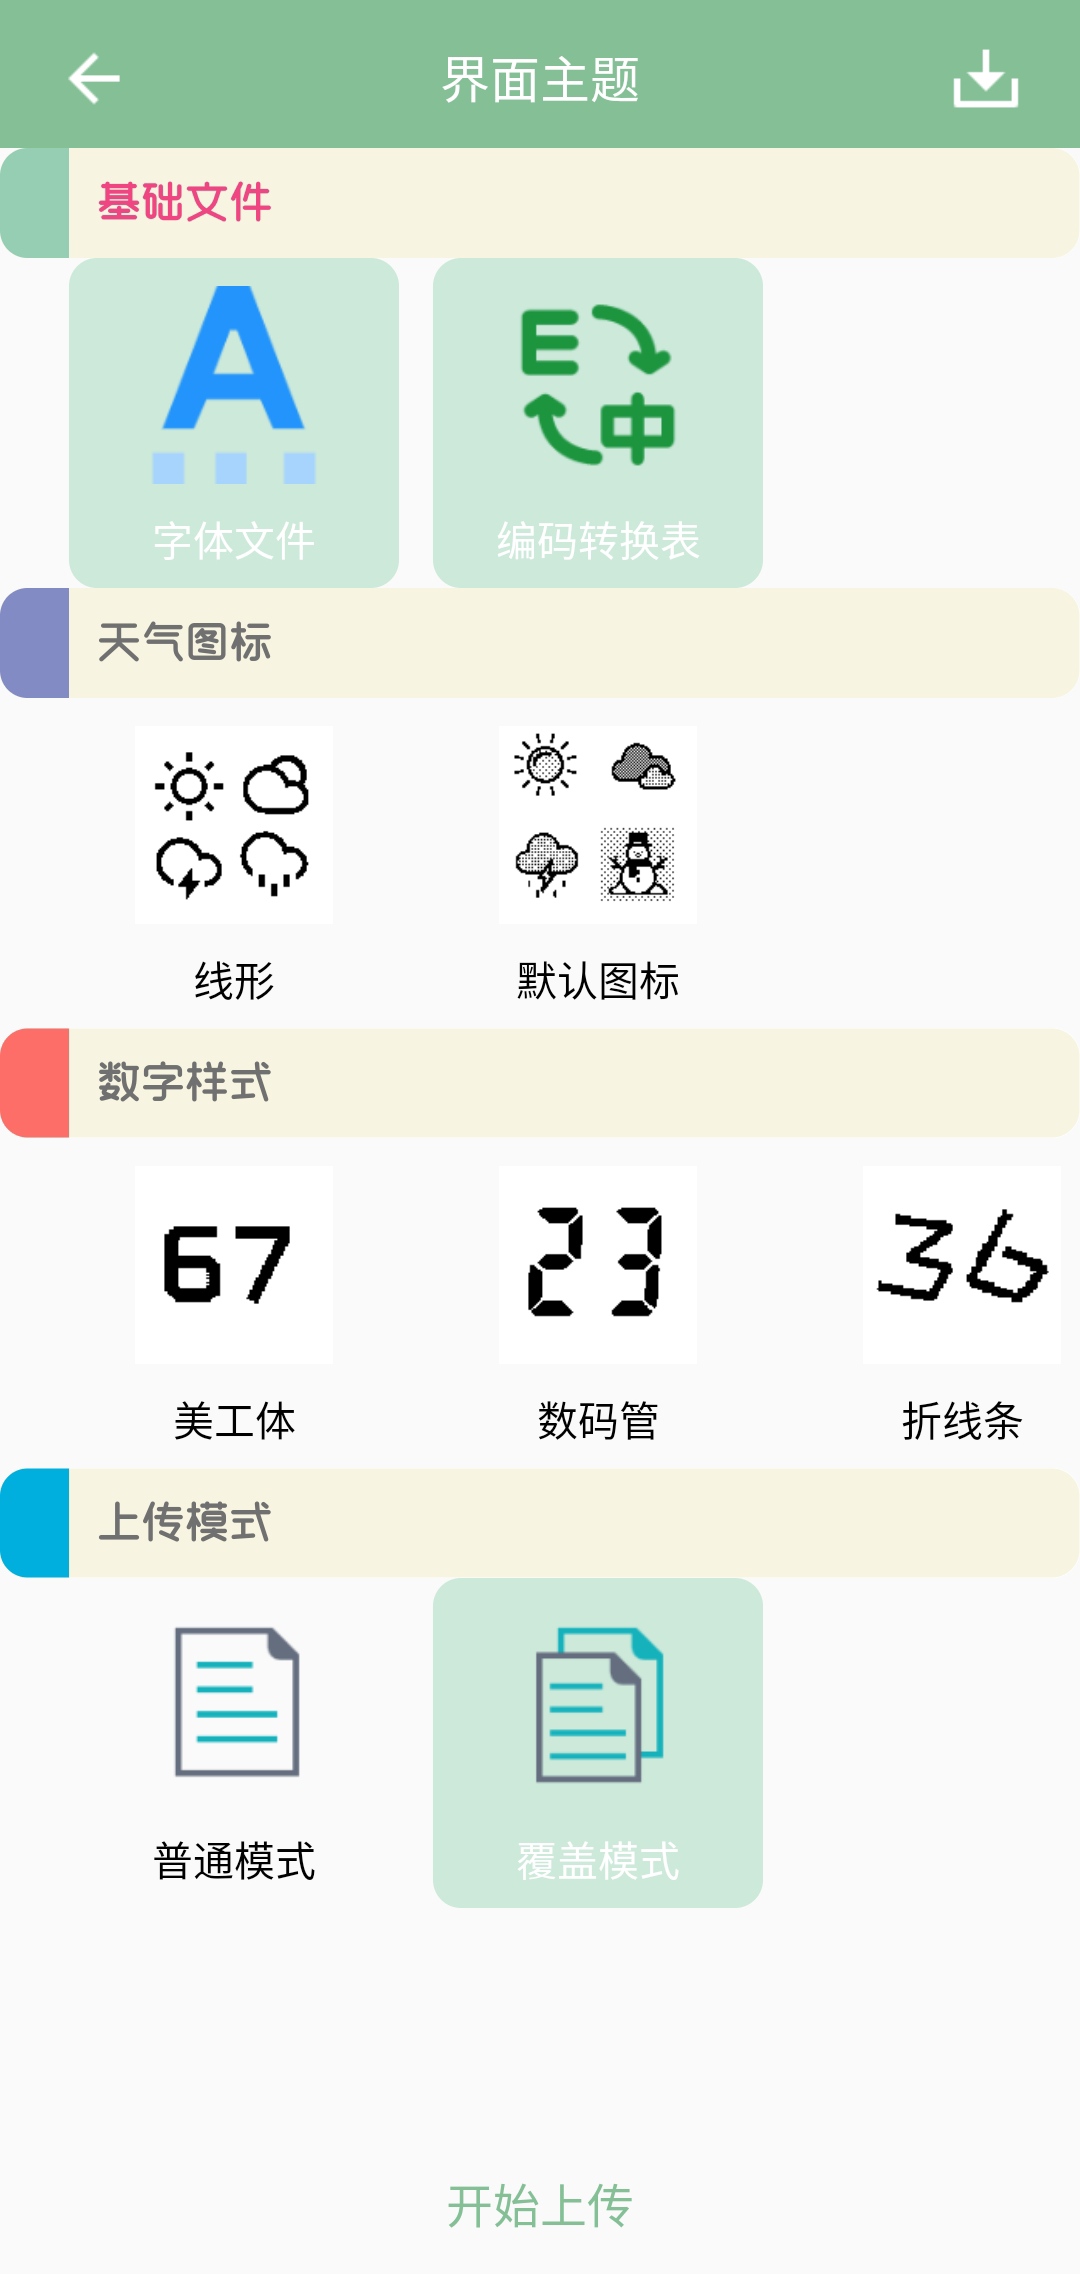 界面主题
基础文件
A
E
中
字体文件
编码转换表
天气图标
线形
默认图标
数字样式
67
23
36
美工体
数码管
折线条
上传模式
普通模式
覆盖模式
开始上传